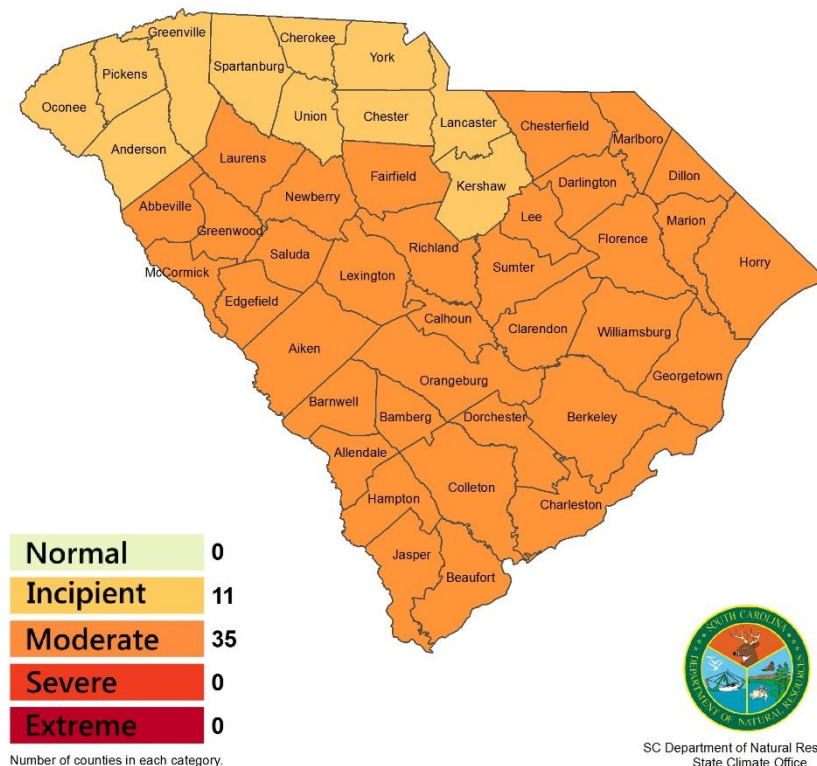 Greenville
Cherokee
York
Pickens
Spartanburg
Oconee
Union
Chester
Lancaster
Chesterfield
Anderson
Marlboro
Laurens
Fairfield
Kershaw
Darlington
Dillon
Abbeville
Newberry
Lee
Greenwood
Richland
Florence
Marion
Saluda
McCormick
Lexington
Sumter
Horry
Edgefield
Calhoun
Clarendon
Williamsburg
Aiken
Orangeburg
Georgetown
Barnwell
Bamberg
Dorchester
Berkeley
Allendale
Colleton
Hampton
Charleston
Jasper
Beaufort
Normal 0
Incipient 11
Moderate 35
Severe 0
Extreme 0
Number of counties in each category.
SOUTH CAROLINA
DEPARTMENT OF NATURAL RESOURCES
SC Department of Natural Res
State Climate Office